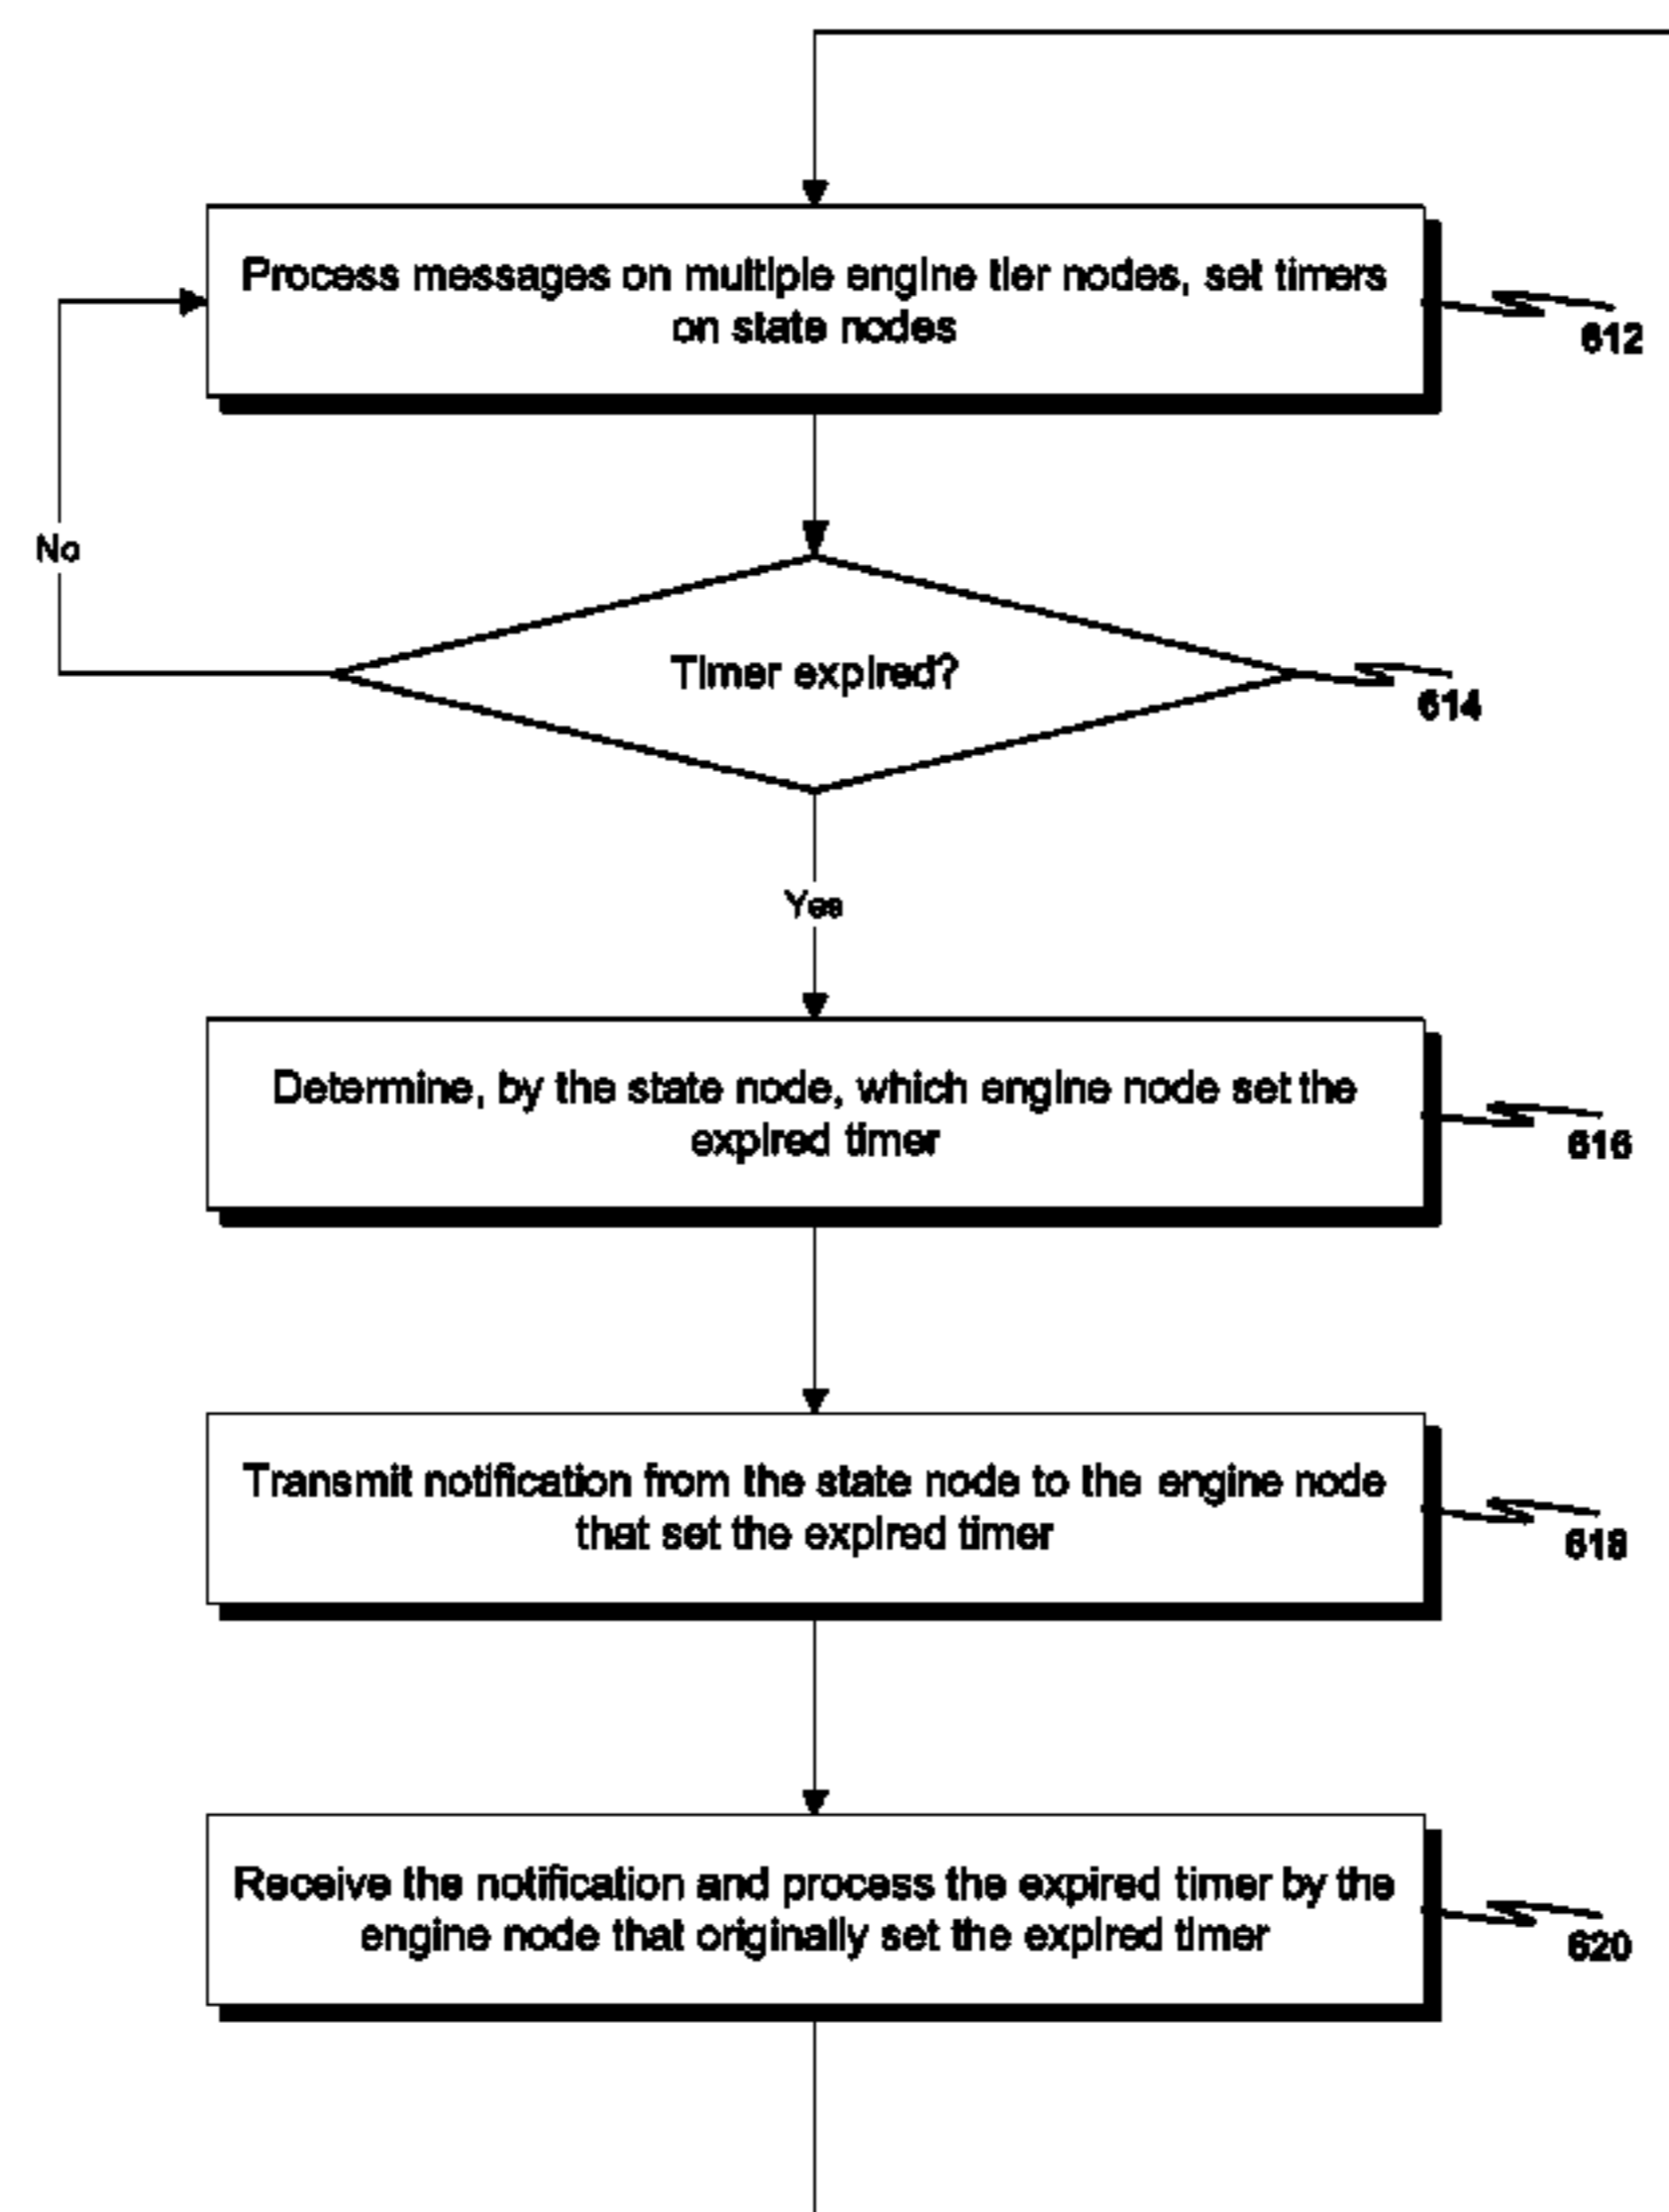 Process messages on multiple engine tier nodes, set timers
on state nodes
612
No
Timer expired?
614
Yes
Determine, by the state node, which engine node set the
expired timer
616
Transmit notification from the state node to the engine node
that set the expired timer
618
Receive the notification and process the expired timer by the
engine node that originally set the expired timer
620